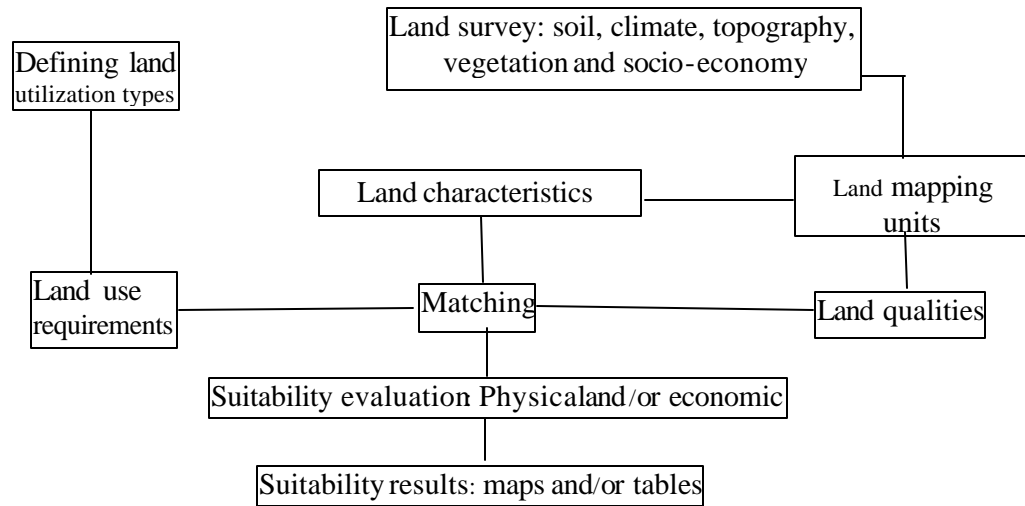 Land survey: soil, climate, topography,
vegetation and socio-economy
Defining land
utilization types
Land characteristics
Land mapping
units
Land use
requirements
Matching
Land qualities
Suitability evaluation: Physical and/or economic
Suitability results: maps and/or tables